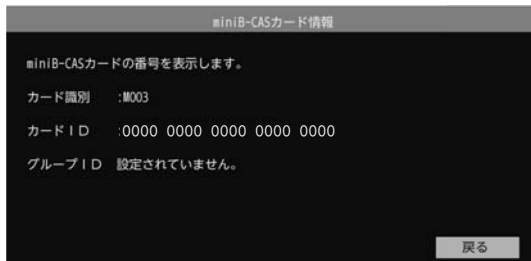 miniB-CASカード情報
miniB-CASカードの番号を表示します。
カード識別 :M003
カードＩＤ :0000 0000 0000 0000 0000
グループＩＤ 設定されていません。
戻る